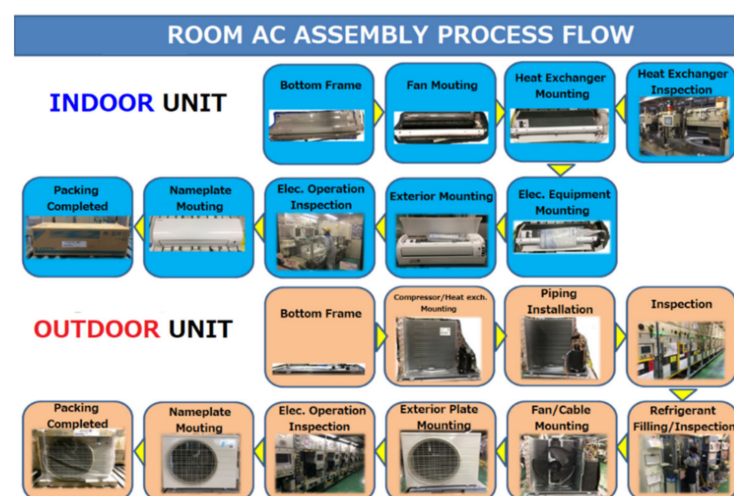 ROOM AC ASSEMBLY PROCESS FLOW
INDOOR UNIT
Bottom Frame
Fan Mouting
Heat Exchanger
Mounting
Heat Exchanger
Inspection
Packing
Completed
Nameplate
Mouting
Elec. Operation
Inspection
Exterior Mounting
Elec. Equipment
Mounting
OUTDOOR UNIT
Bottom Frame
Compressor/Heat exch.
Mounting
Piping
Installation
Inspection
Packing
Completed
Nameplate
Mouting
Elec. Operation
Inspection
Exterior Plate
Mounting
Fan/Cable
Mounting
Refrigerant
Filling/Inspection